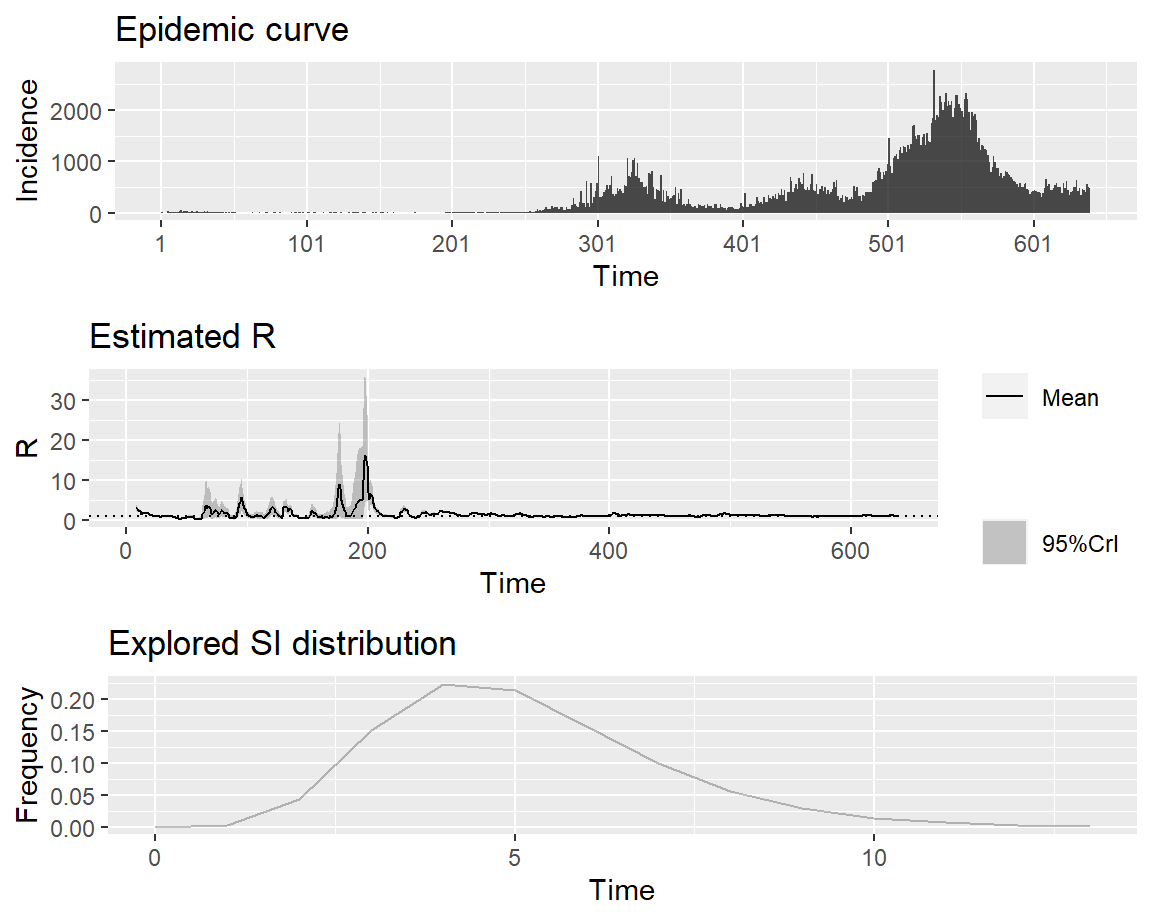 Epidemic curve
Incidence
2000
1000
0
1 101 201 301 401 501 601
Time
Estimated R
R
30
20
10
0
0 200 400 600
Time
Mean
95%CrI
Explored SI distribution
Frequency
0.20
0.15
0.10
0.05
0.00
0 5 10
Time